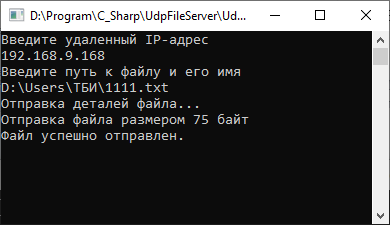 D:\Program\C_Sharp\UdpFileServer\Ud...
Введите удаленный IP-адрес
192.168.9.168
Введите путь к файлу и его имя
D:\Users\ТБИ\1111.txt
Отправка деталей файла...
Отправка файла размером 75 байт
Файл успешно отправлен.